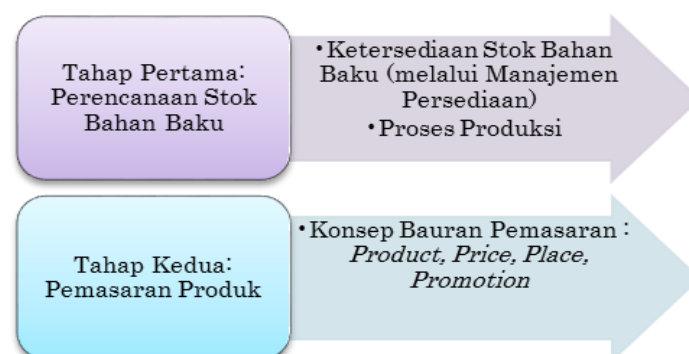 Tahap Pertama:
Perencanaan Stok
Bahan Baku
•Ketersediaan Stok Bahan
Baku (melalui Manajemen
Persediaan)
•Proses Produksi
Tahap Kedua:
Pemasaran Produk
•Konsep Bauran Pemasaran :
Product, Price, Place,
Promotion